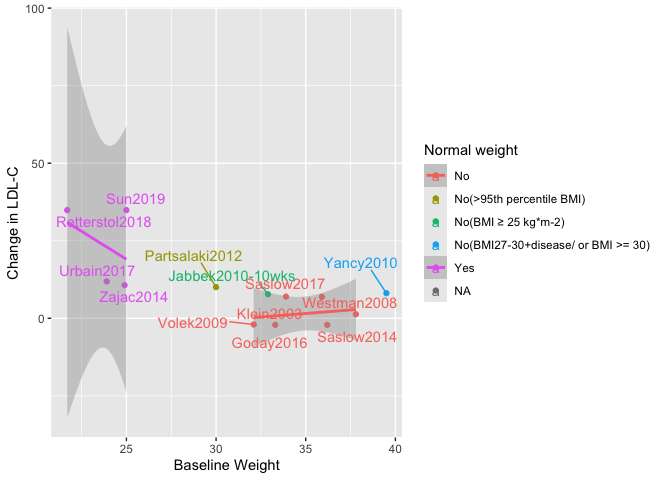 100
50
0
Change in LDL-C
Sun2019
Retterstol2018
Urbain2017
Zajac2014
Partsalaki2012
Jabbek2010-10wks
Saslow2017
Yancy2010
Westman2008
Klein2003
Volek2009
Goday2016
Saslow2014
25
30
35
40
Baseline Weight
Normal weight
No
No(>95th percentile BMI)
No(BMI ≥ 25 kg*m-2)
No(BMI27-30+disease/ or BMI >= 30)
Yes
NA